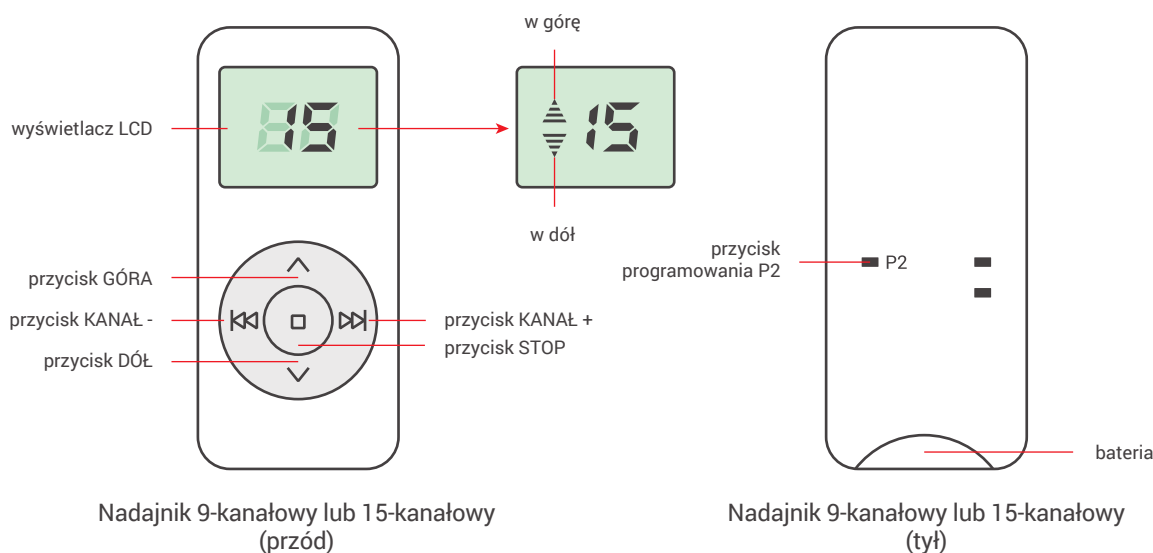 w górę
wyświetlacz LCD
15
15
w dół
przycisk
programowania P2
P2
przycisk GÓRA
przycisk KANAŁ -
przycisk KANAŁ +
przycisk STOP
przycisk DÓŁ
bateria
Nadajnik 9-kanałowy lub 15-kanałowy
(przód)
Nadajnik 9-kanałowy lub 15-kanałowy
(tył)